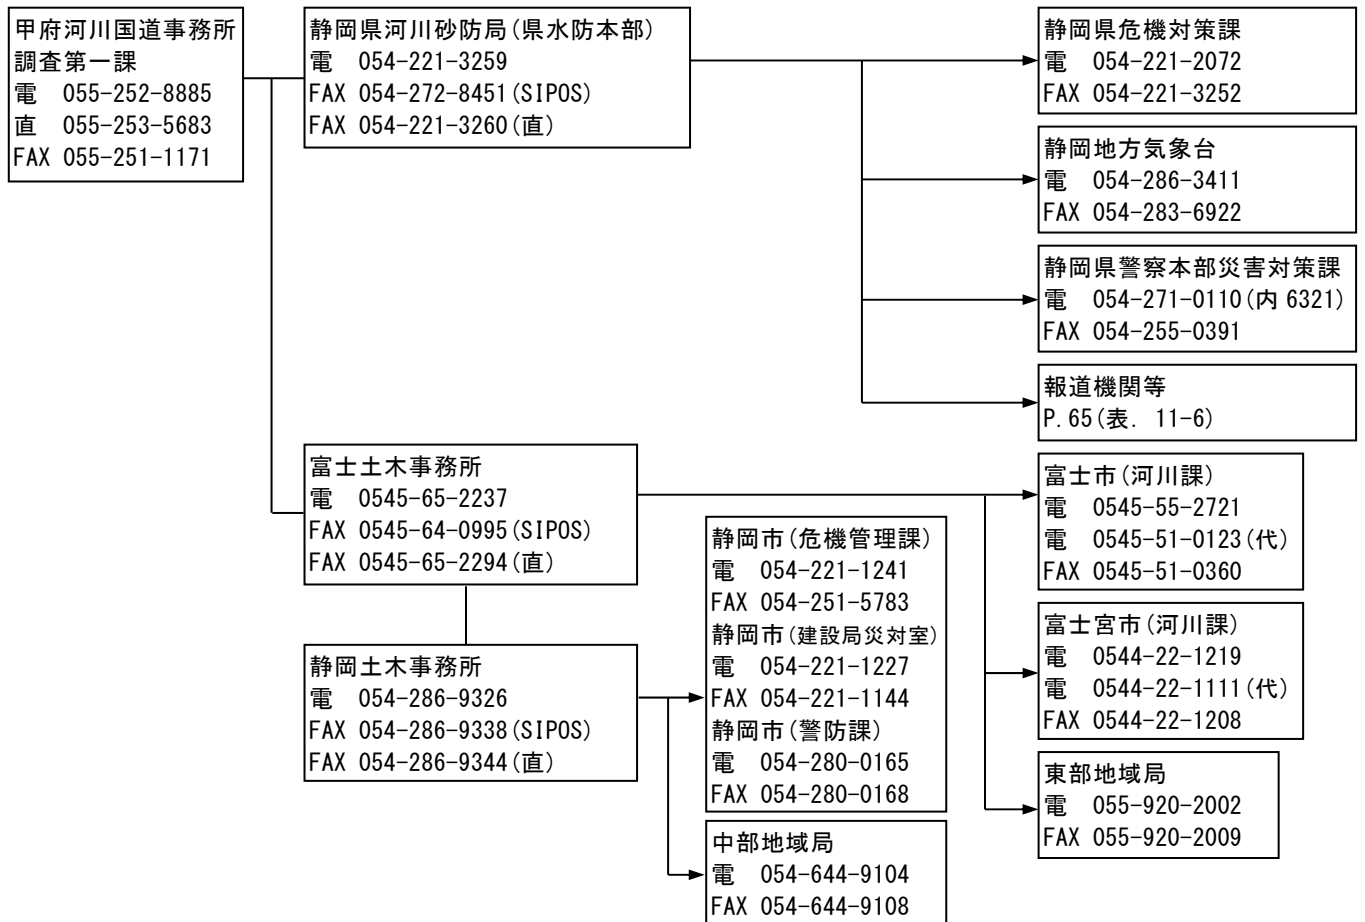 甲府河川国道事務所
調査第一課
電　055-252-8885
直　055-253-5683
FAX 055-251-1171
静岡県河川砂防局(県水防本部)
電　054-221-3259
FAX 054-272-8451(SIPOS)
FAX 054-221-3260(直)
静岡県危機対策課
電　054-221-2072
FAX 054-221-3252
静岡地方気象台
電　054-286-3411
FAX 054-283-6922
静岡県警察本部災害対策課
電　054-271-0110(内 6321)
FAX 054-255-0391
報道機関等
P.65(表. 11-6)
富士土木事務所
電　0545-65-2237
FAX 0545-64-0995(SIPOS)
FAX 0545-65-2294(直)
富士市(河川課)
電　0545-55-2721
電　0545-51-0123(代)
FAX 0545-51-0360
富士宮市(河川課)
電　0544-22-1219
電　0544-22-1111(代)
FAX 0544-22-1208
東部地域局
電　055-920-2002
FAX 055-920-2009
静岡土木事務所
電　054-286-9326
FAX 054-286-9338(SIPOS)
FAX 054-286-9344(直)
静岡市(危機管理課)
電　054-221-1241
FAX 054-251-5783
静岡市(建設局災対室)
電　054-221-1227
FAX 054-221-1144
静岡市(警防課)
電　054-280-0165
FAX 054-280-0168
中部地域局
電　054-644-9104
FAX 054-644-9108